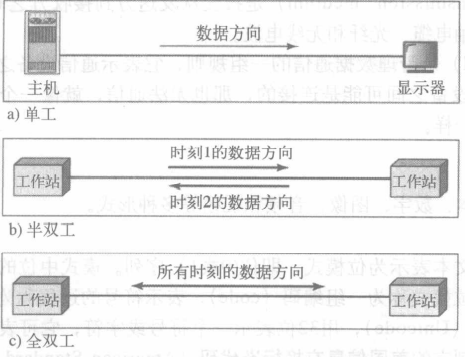 数据方向
主机
显示器
a) 单工
时刻1的数据方向
工作站
工作站
时刻2的数据方向
b) 半双工
所有时刻的数据方向
工作站
工作站
c) 全双工